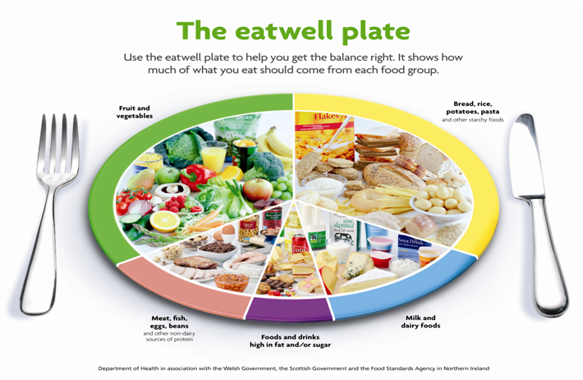 The eatwell plate
Use the eatwell plate to help you get the balance right. It shows how
much of what you eat should come from each food group.
Fruit and
vegetables
Bread, rice,
potatoes, pasta
and other starchy foods
Flakes
Meat, fish,
eggs, beans
and other non-dairy
sources of protein
Foods and drinks
high in fat and/or sugar
Milk and
dairy foods
Department of Health in association with the Welsh Government, the Scottish Government and the Food Standards Agency in Northern Ireland